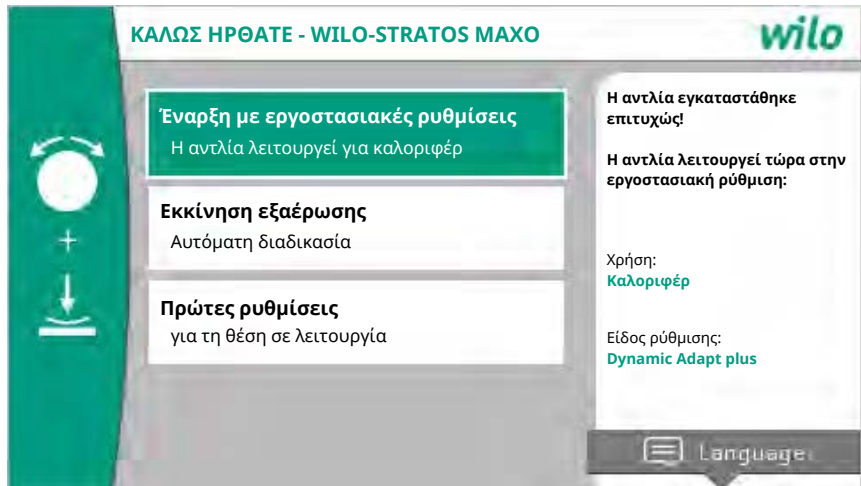 ΚΑΛΩΣ ΗΡΘΑΤΕ - WILO-STRATOS MAXO
wilo
Έναρξη με εργοστασιακές ρυθμίσεις
Η αντλία λειτουργεί για καλοριφέρ
Εκκίνηση εξαέρωσης
Αυτόματη διαδικασία
Πρώτες ρυθμίσεις
για τη θέση σε λειτουργία
Η αντλία εγκαταστάθηκε
επιτυχώς!
Η αντλία λειτουργεί τώρα στην
εργοστασιακή ρύθμιση:
Χρήση:
Καλοριφέρ
Είδος ρύθμισης:
Dynamic Adapt plus
Language